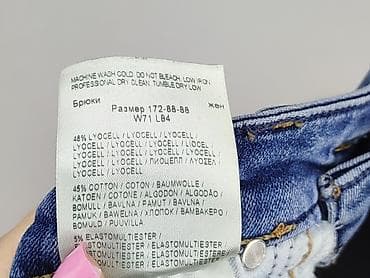 MACHINE WASH COLD, DO NOT BLEACH, LOW IRON,
PROFESSIONAL DRY CLEAN, TUMBLE DRY LOW
Брюки Размер 172-88-88 жен
W71 L84
48% LYOCELL / LYOCELL / LYOCELL /
LYOCELL / LYOCELL / LYOCELL / LYOCELL /
LYOCELL / LYOCELL / LYOCELL / LYOCELL /
LYOCELL / LYOCELL / ЛИОЦЕЛЛ / ΛΥΟΣΕΛ /
LYOCELL / LYOCELL
45% COTTON / COTON / BAUMWOLLE /
KATOEN / COTONE / ALGODON / ALGODÃO /
BOMULL / BAVLNA / PAMUT / BAVLNA /
PAMUK / BAWEŁNA / ХЛОПОК / ΒΑΜΒΑΚΕΡΟ /
BOMULD / PUUVILLA
5% ELASTOMULTIESTER /
ELASTOMULTIESTER / ELASTOMULTIESTER /